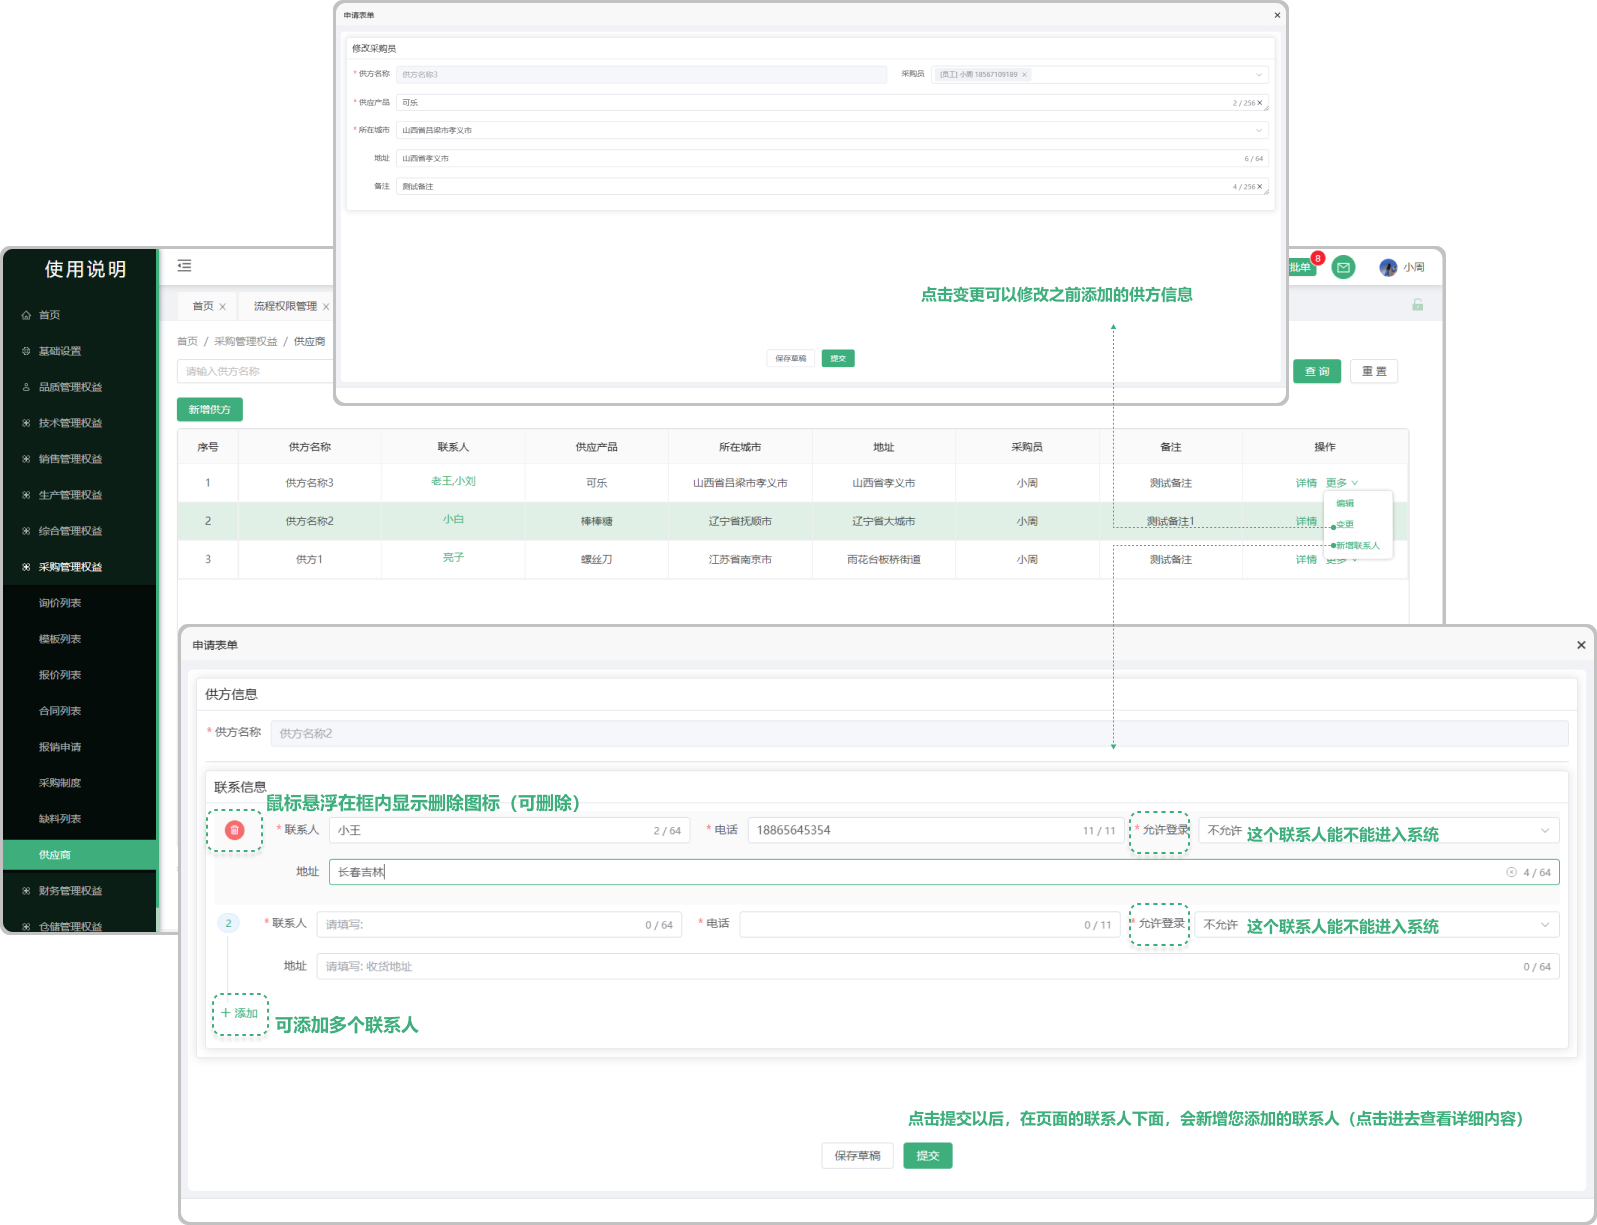 申请表单
修改采购员
* 供方名称 供方名称3 采购员 [员工] 小周 18567109189 ×
* 供应产品 可乐 2 / 256
* 所在城市 山西省吕梁市孝义市
地址 山西省孝义市 6 / 64
备注 测试备注 4 / 256
点击变更可以修改之前添加的供方信息
保存草稿 提交
使用说明
首页
基础设置
品质管理权益
技术管理权益
销售管理权益
生产管理权益
综合管理权益
采购管理权益
询价列表
模板列表
报价列表
合同列表
报销申请
采购制度
缺料列表
供应商
财务管理权益
仓储管理权益
批单 8 小周
首页 × 流程权限管理 ×
首页 / 采购管理权益 / 供应商
请输入供方名称 查询 重置
新增供方
序号 供方名称 联系人 供应产品 所在城市 地址 采购员 备注 操作
1 供方名称3 老王,小刘 可乐 山西省吕梁市孝义市 山西省孝义市 小周 测试备注 详情 更多
2 供方名称2 小白 棒棒糖 辽宁省抚顺市 辽宁省大城市 小周 测试备注1 详情
3 供方1 亮子 螺丝刀 江苏省南京市 雨花台板桥街道 小周 测试备注 详情 更多
编辑
变更
新增联系人
申请表单
供方信息
* 供方名称 供方名称2
联系信息
鼠标悬浮在框内显示删除图标（可删除）
* 联系人 小王 2 / 64 * 电话 18865645354 11 / 11 * 允许登录 不允许 这个联系人能不能进入系统
地址 长春吉林 4 / 64
2 * 联系人 请填写: 0 / 64 * 电话 0 / 11 * 允许登录 不允许 这个联系人能不能进入系统
地址 请填写: 收货地址 0 / 64
+ 添加 可添加多个联系人
点击提交以后，在页面的联系人下面，会新增您添加的联系人（点击进去查看详细内容）
保存草稿 提交